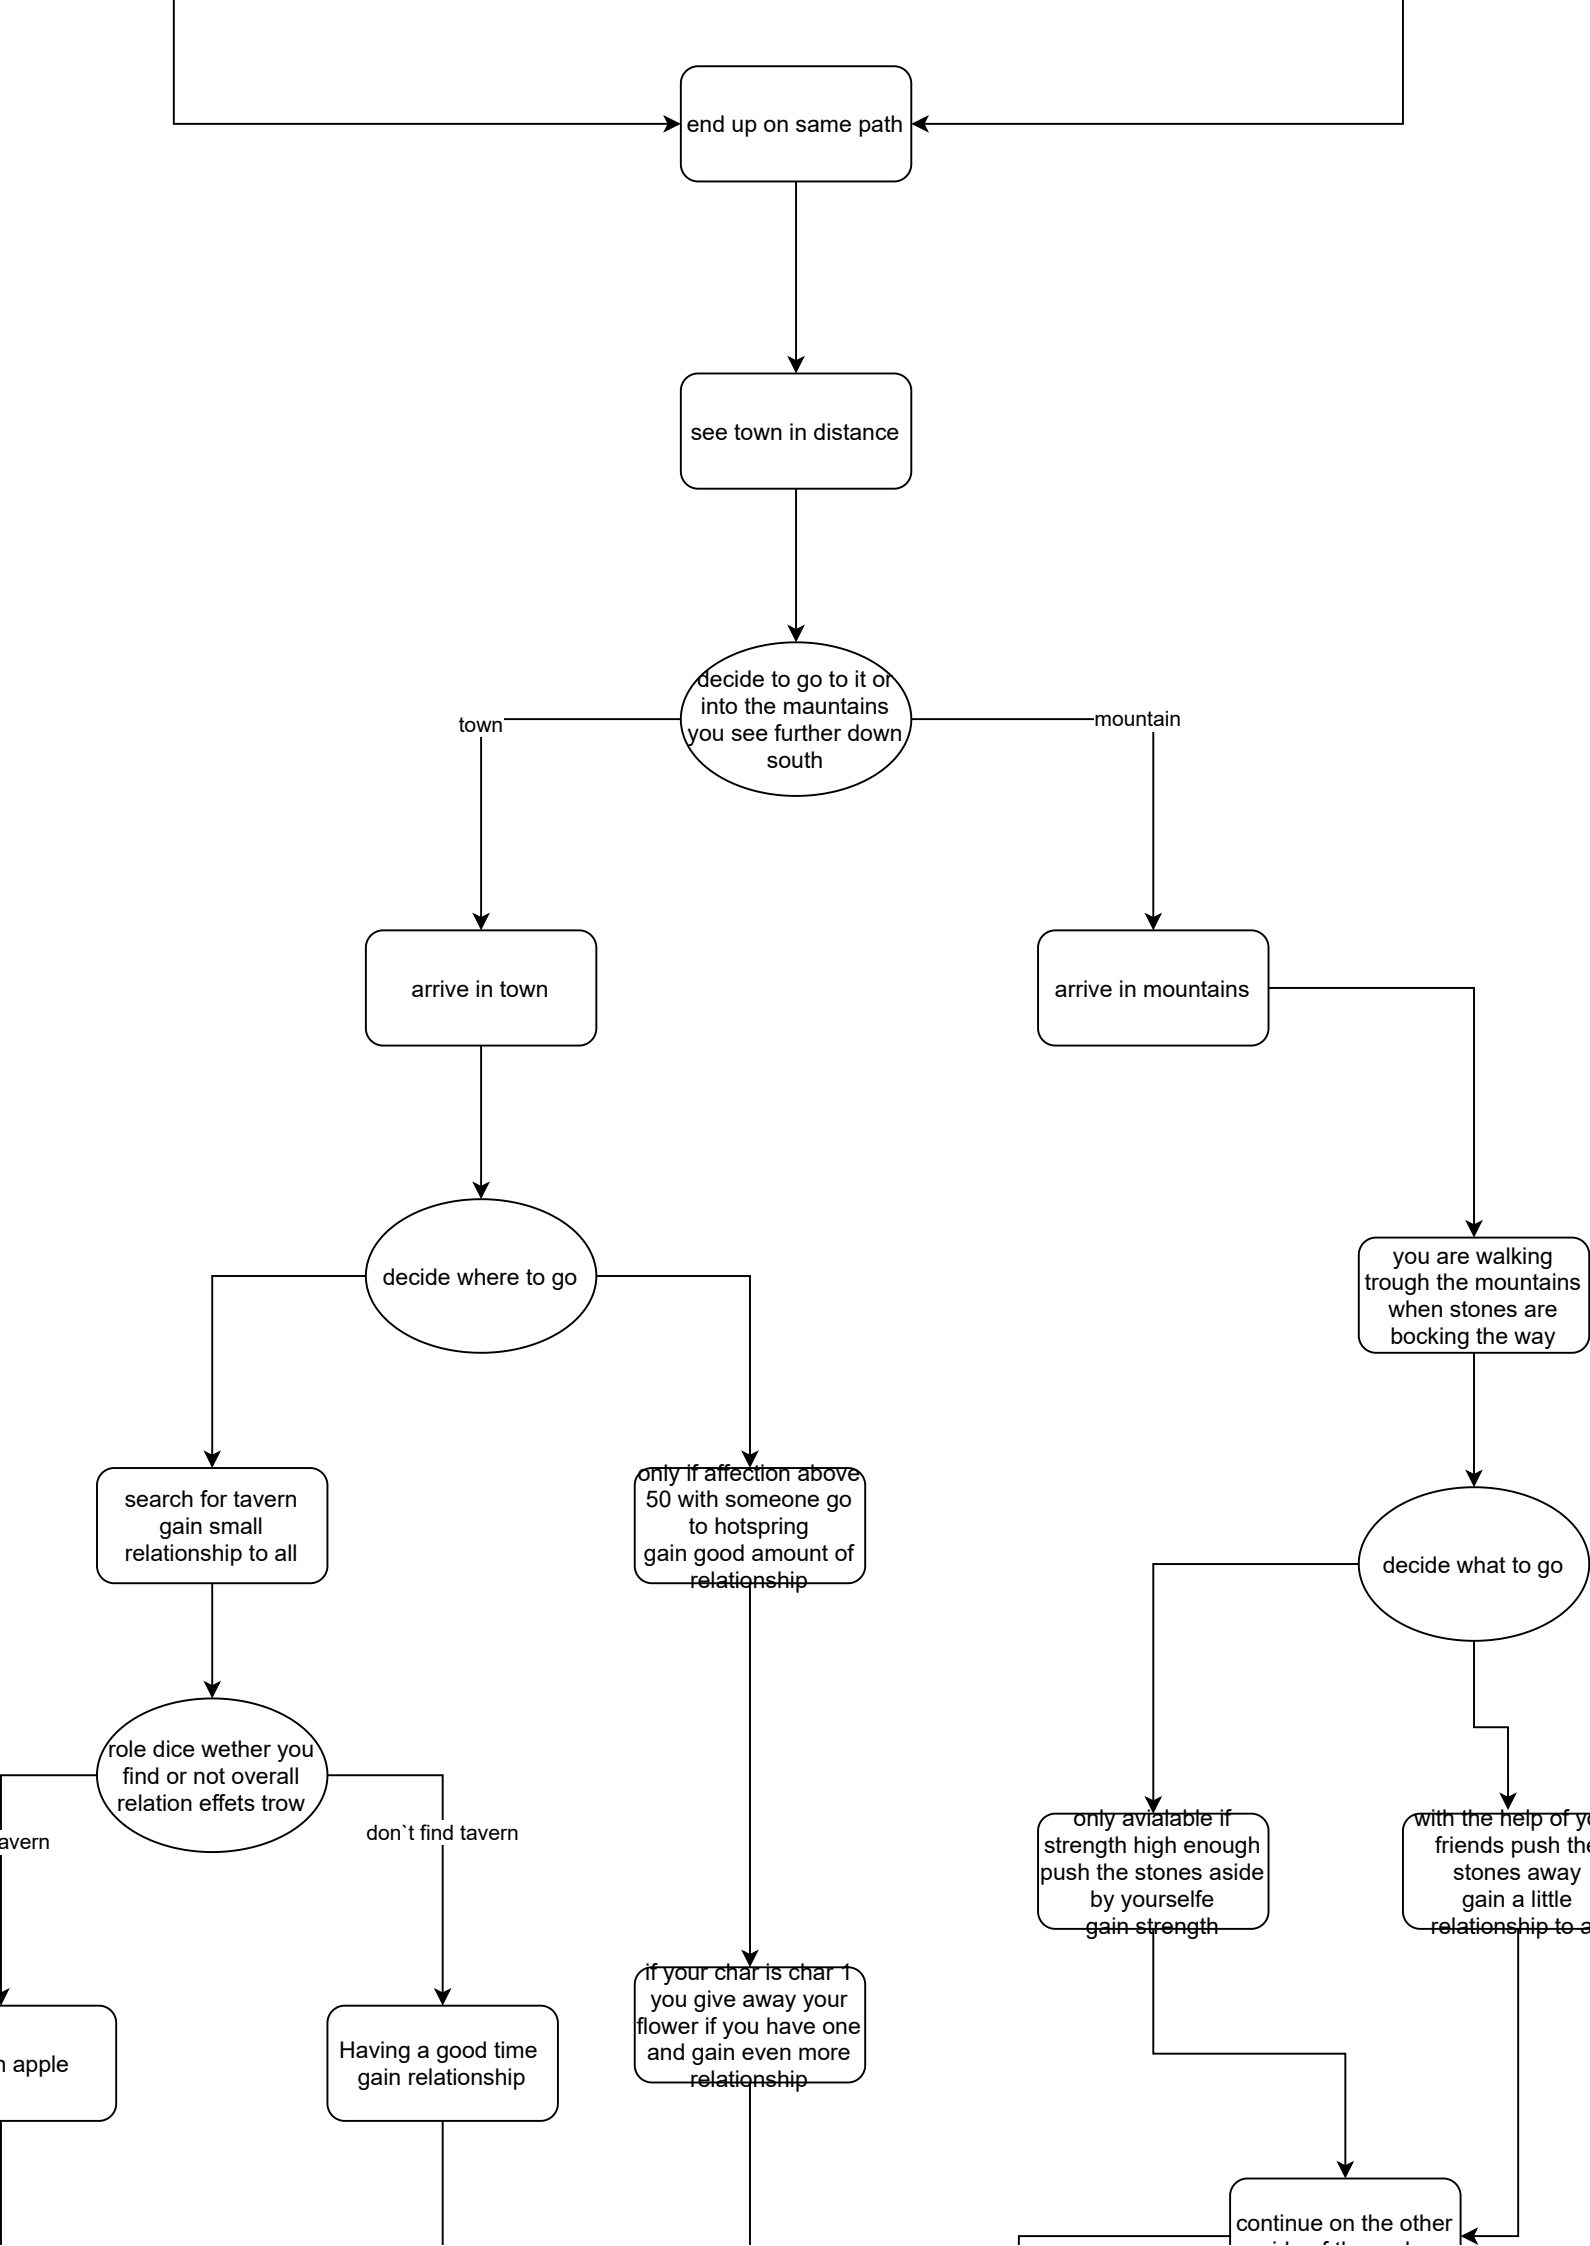 end up on same path
see town in distance
decide to go to it or
into the mauntains
you see further down
south
town
mountain
arrive in town
arrive in mountains
decide where to go
you are walking
trough the mountains
when stones are
bocking the way
search for tavern
gain small
relationship to all
only if affection above
50 with someone go
to hotspring
gain good amount of
relationship
decide what to go
role dice wether you
find or not overall
relation effets trow
avern
don`t find tavern
only avialable if
strength high enough
push the stones aside
by yourselfe
gain strength
with the help of
friends push
stones away
gain a little
relationship to
apple
Having a good time
gain relationship
if your char is char 1
you give away your
flower if you have one
and gain even more
relationship
continue on the other